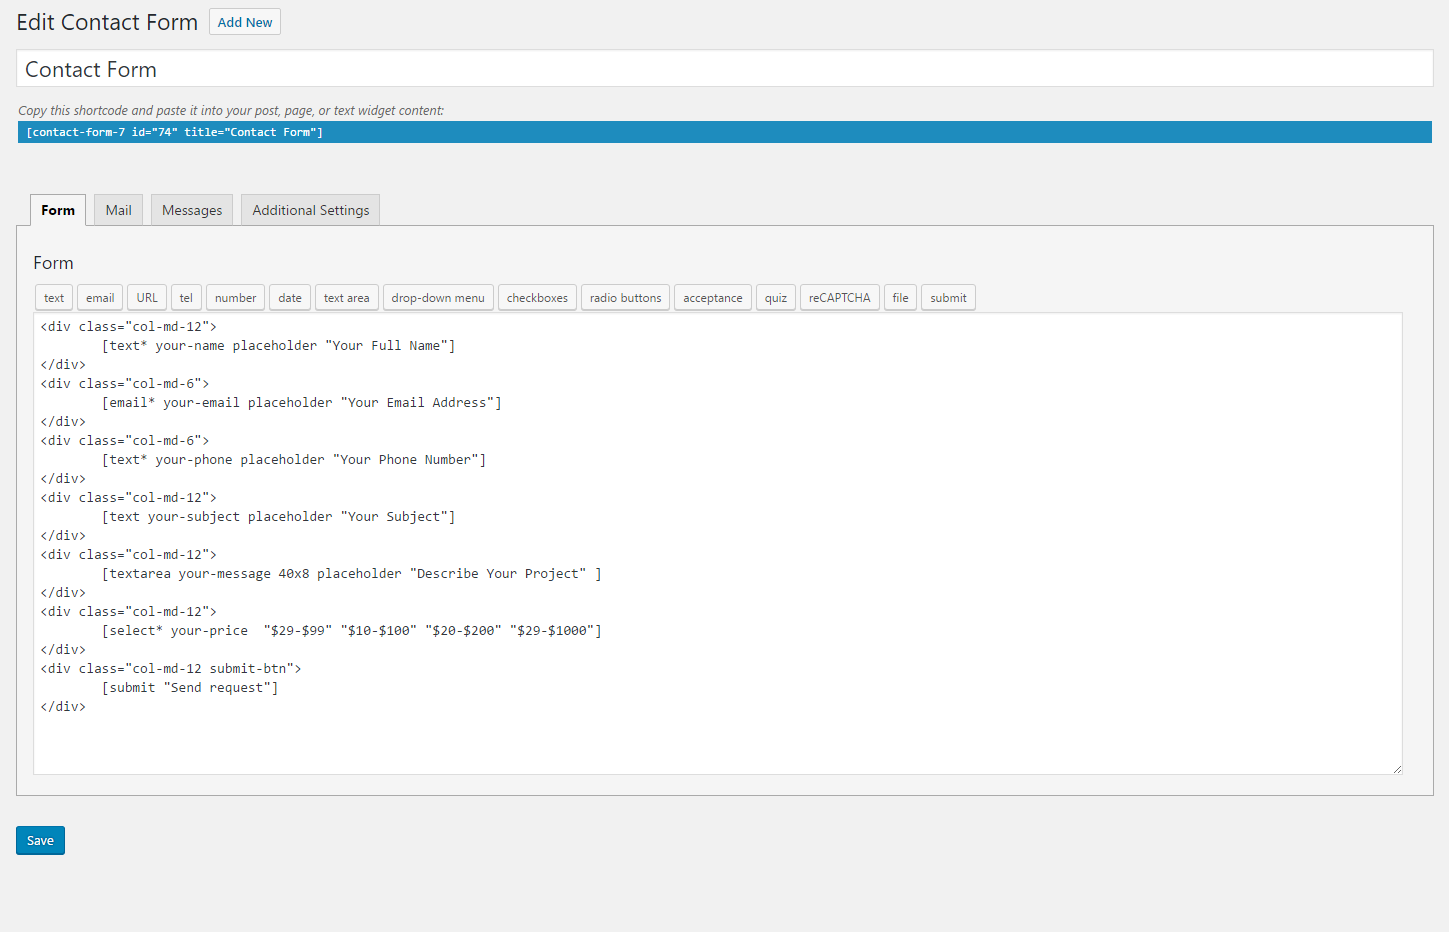 Edit Contact Form Add New
Contact Form
Copy this shortcode and paste it into your post, page, or text widget content:
[contact-form-7 id="74" title="Contact Form"]
Form Mail Messages Additional Settings
Form
text email URL tel number date text area drop-down menu checkboxes radio buttons acceptance quiz reCAPTCHA file submit
<div class="col-md-12">
[text* your-name placeholder "Your Full Name"]
</div>
<div class="col-md-6">
[email* your-email placeholder "Your Email Address"]
</div>
<div class="col-md-6">
[text* your-phone placeholder "Your Phone Number"]
</div>
<div class="col-md-12">
[text your-subject placeholder "Your Subject"]
</div>
<div class="col-md-12">
[textarea your-message 40x8 placeholder "Describe Your Project" ]
</div>
<div class="col-md-12">
[select* your-price  "$29-$99" "$10-$100" "$20-$200" "$29-$1000"]
</div>
<div class="col-md-12 submit-btn">
[submit "Send request"]
</div>
Save